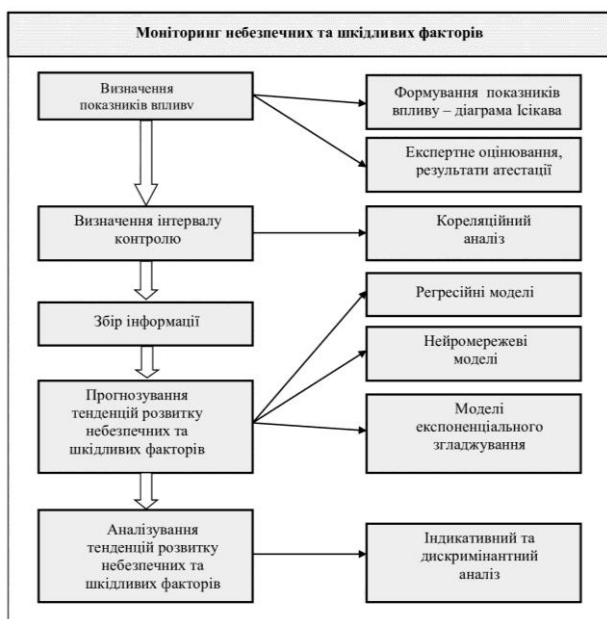 Моніторинг небезпечних та шкідливих факторів
Визначення
показників впливу
Формування показників
впливу – діаграма Ісікава
Експертне оцінювання,
результати атестації
Визначення інтервалу
контролю
Кореляційний
аналіз
Збір інформації
Регресійні моделі
Нейромережеві
моделі
Прогнозування
тенденцій розвитку
небезпечних та
шкідливих факторів
Моделі
експоненціального
згладжування
Аналізування
тенденцій розвитку
небезпечних та
шкідливих факторів
Індикативний та
дискримінантний
аналіз